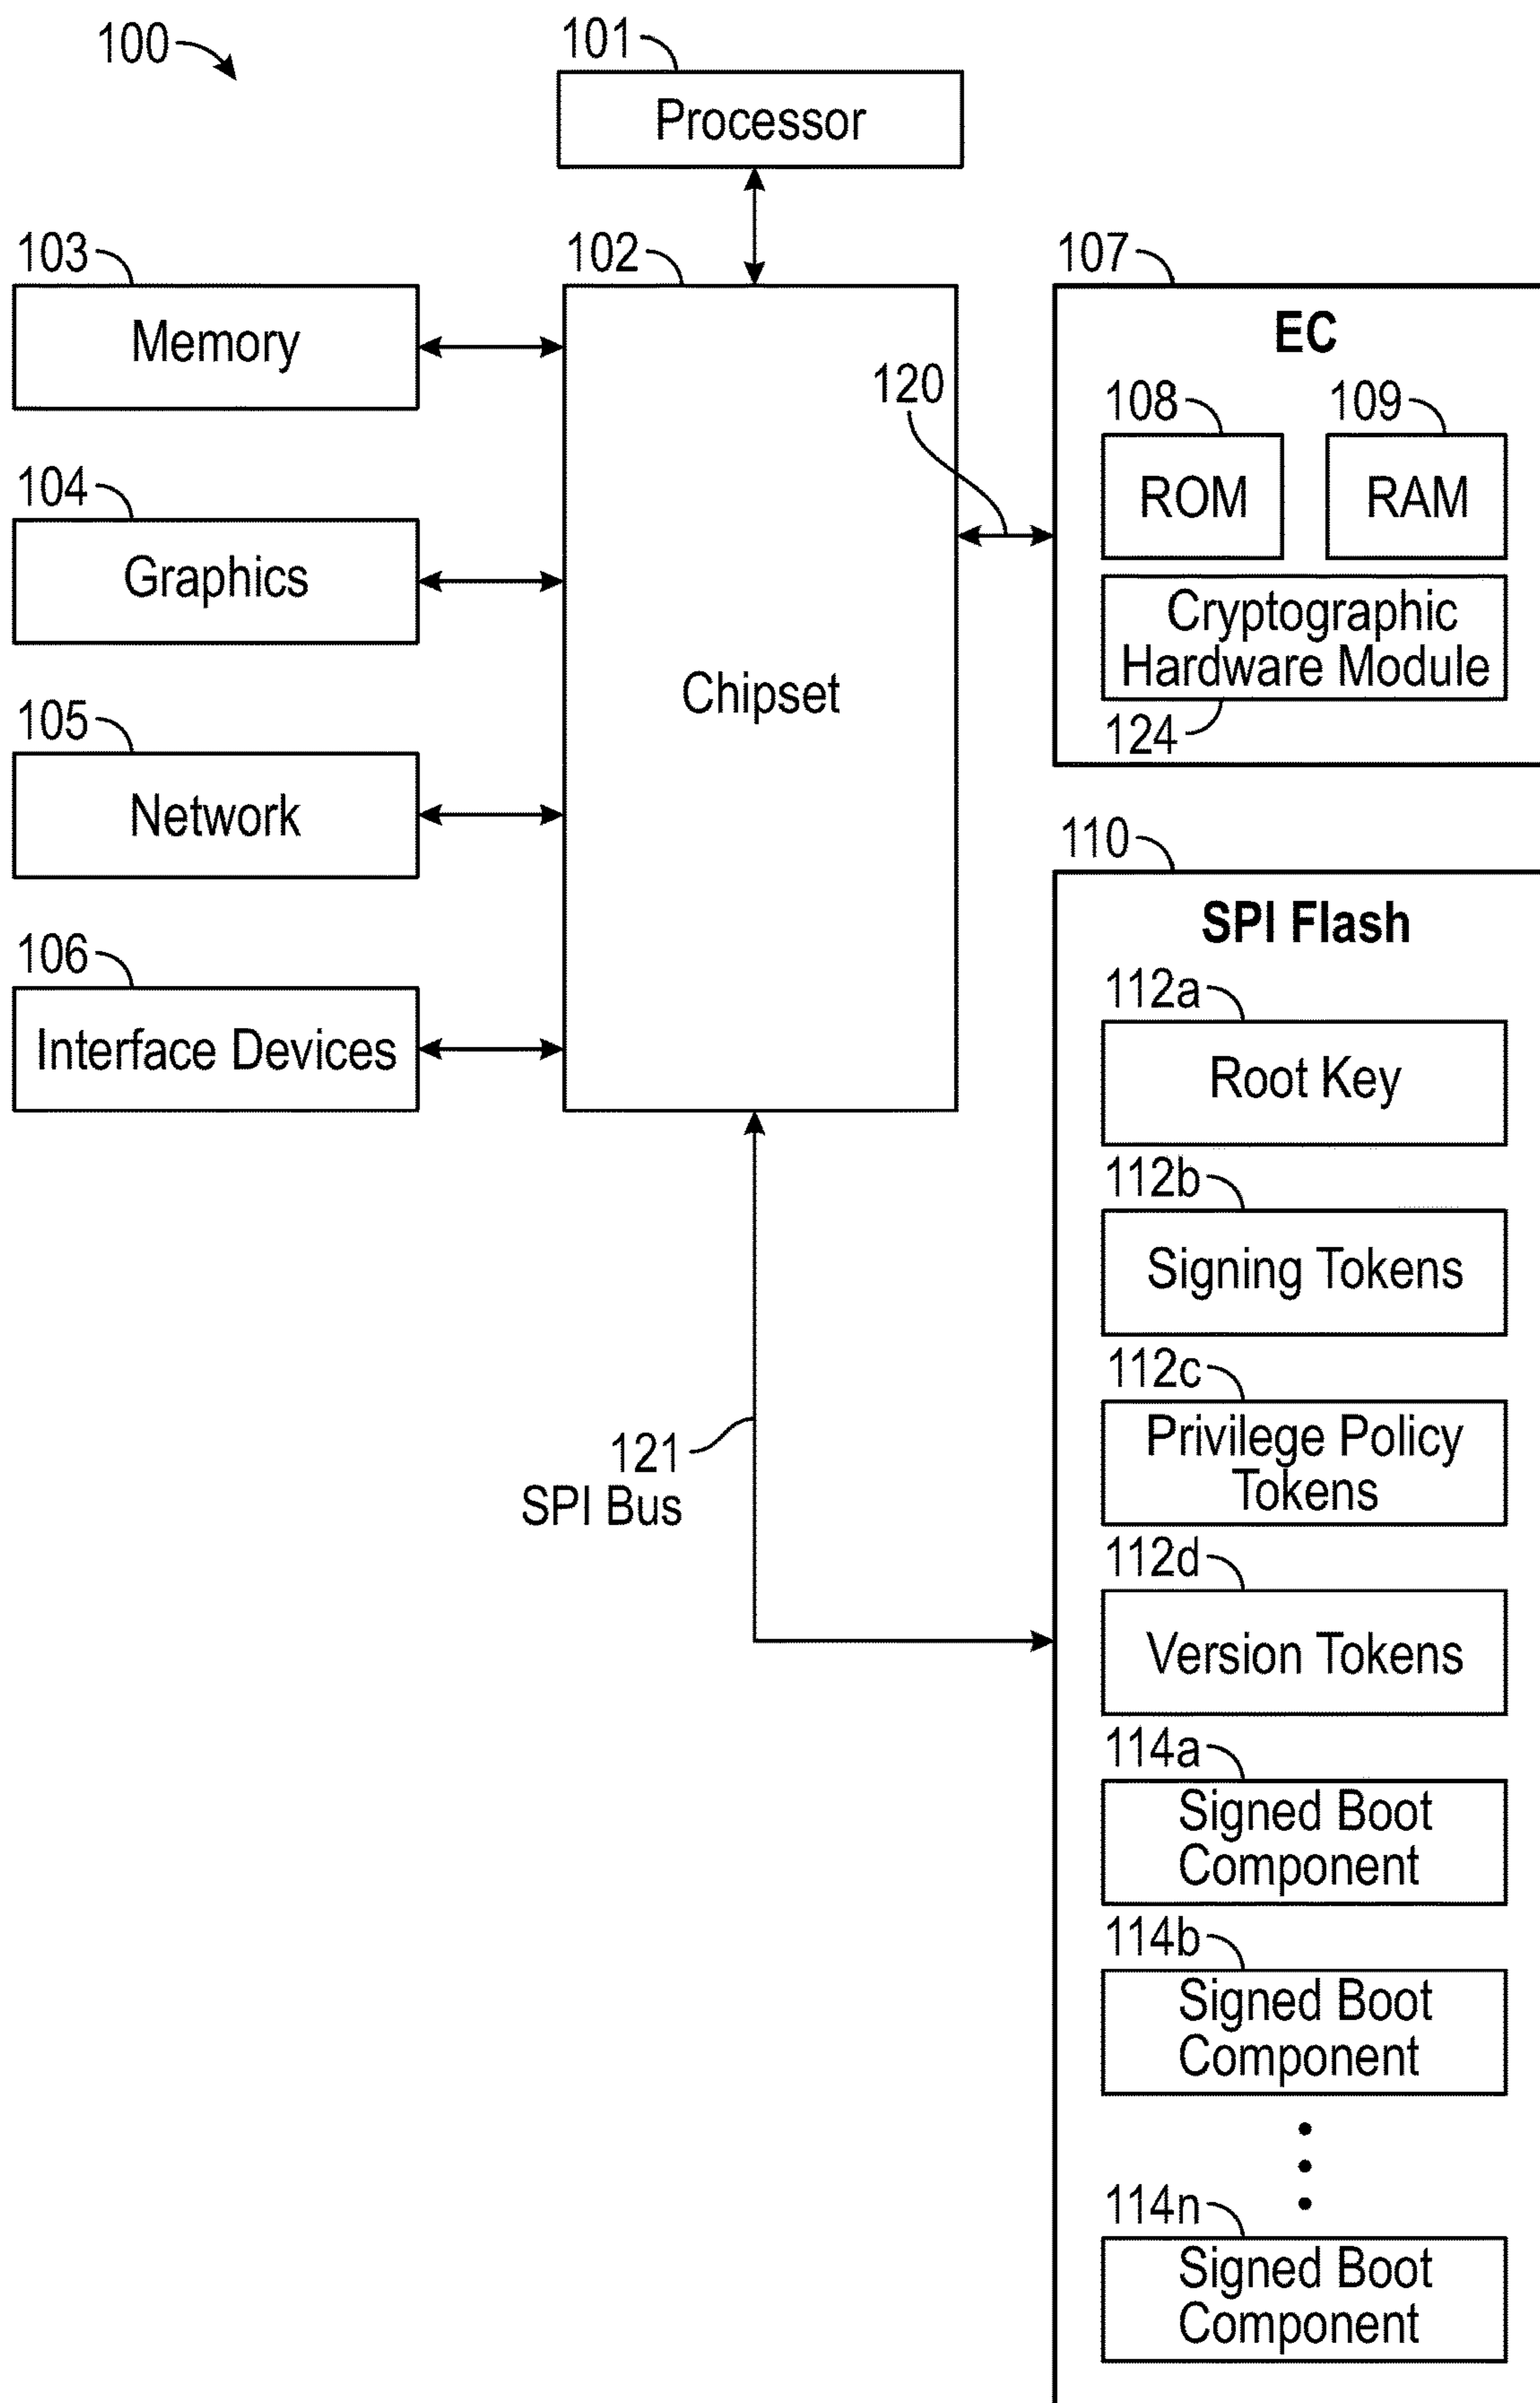 100
101
Processor
103
Memory
102
Chipset
104
Graphics
105
Network
106
Interface Devices
120
107
EC
108
ROM
109
RAM
Cryptographic
Hardware Module
124
121
SPI Bus
110
SPI Flash
112a
Root Key
112b
Signing Tokens
112c
Privilege Policy
Tokens
112d
Version Tokens
114a
Signed Boot
Component
114b
Signed Boot
Component
114n
Signed Boot
Component